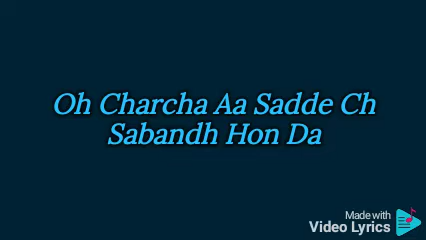 Oh Charcha Aa Sadde Ch
Sabandh Hon Da
Made with
Video Lyrics